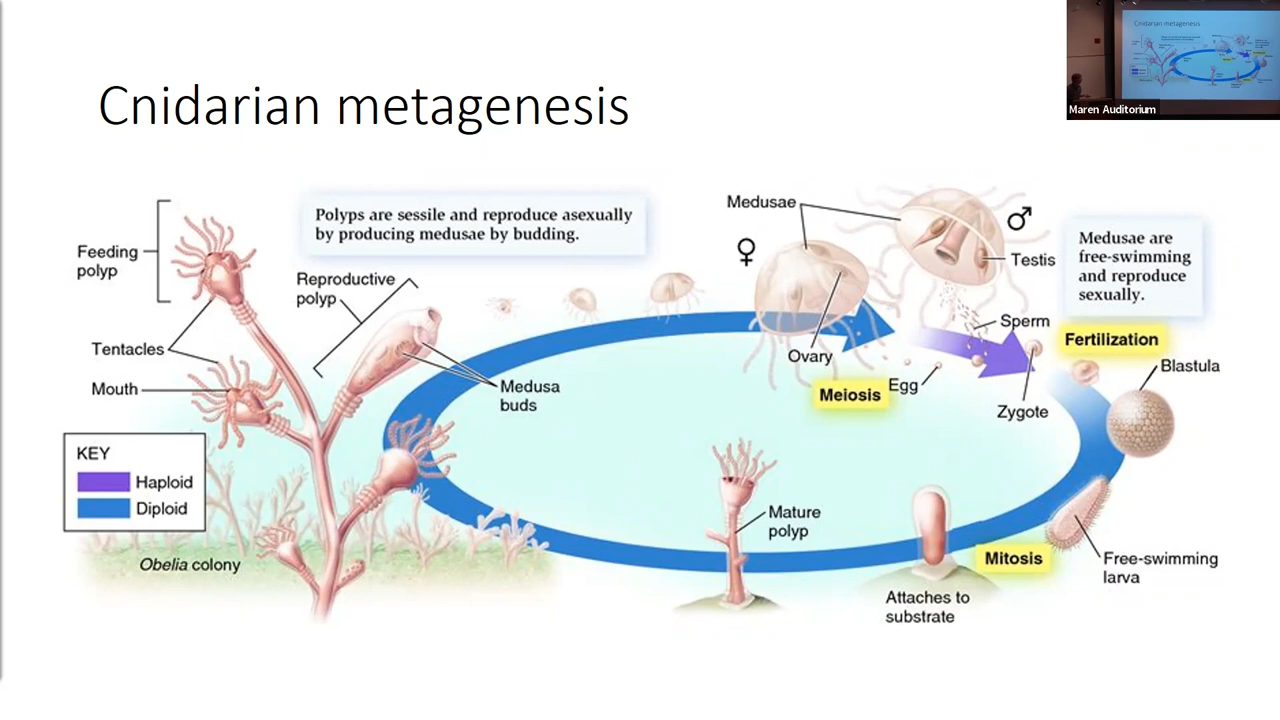 Cnidarian metagenesis
Cnidarian metagenesis
Maren Auditorium
Polyps are sessile and reproduce asexually
by producing medusae by budding.
Feeding
polyp
Reproductive
polyp
Tentacles
Mouth
Medusa
buds
KEY
Haploid
Diploid
Obelia colony
Medusae
♀
♂
Testis
Medusae are
free-swimming
and reproduce
sexually.
Sperm
Fertilization
Ovary
Meiosis
Egg
Zygote
Blastula
Mature
polyp
Mitosis
Free-swimming
larva
Attaches to
substrate